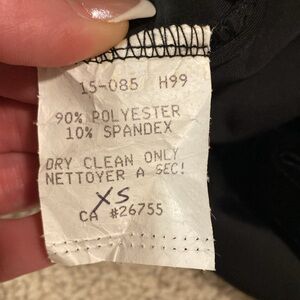 15-085 H99
90% POLYESTER
10% SPANDEX
DRY CLEAN ONLY
NETTOYER A SEC!
XS
CA #26755